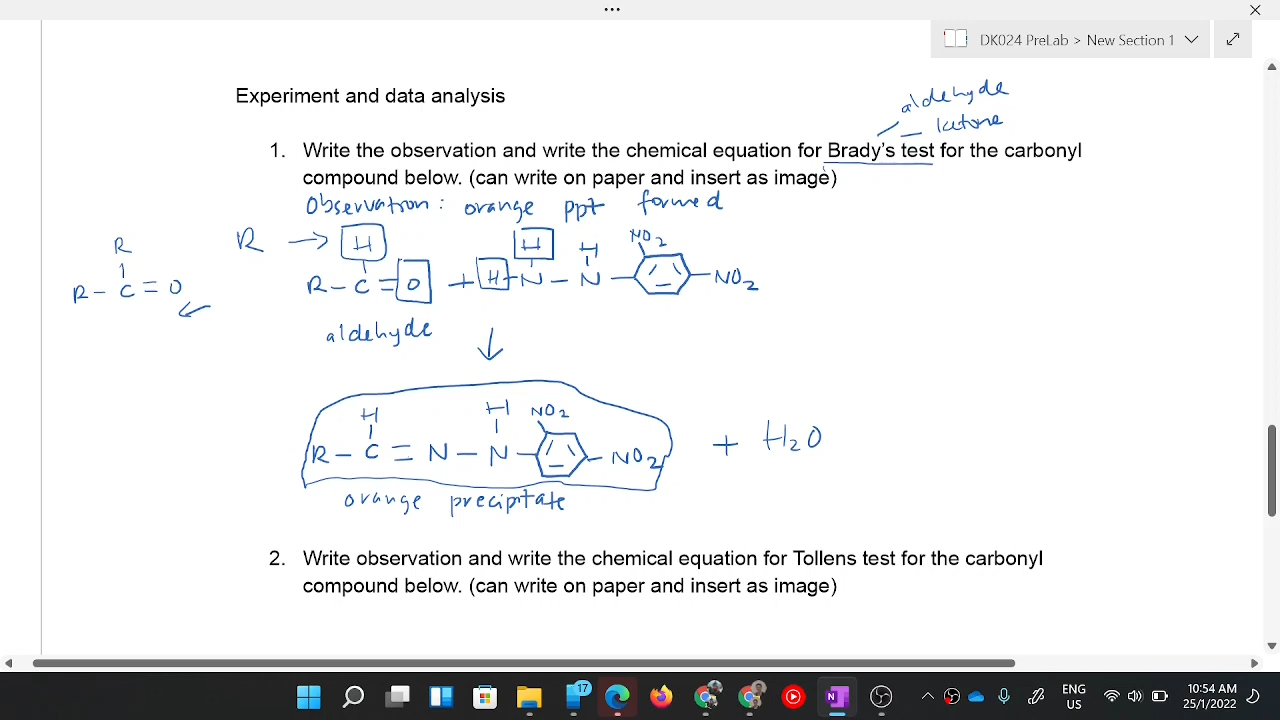 DK024 PreLab > New Section 1
Experiment and data analysis
aldehyde
ketone
1. Write the observation and write the chemical equation for Brady's test for the carbonyl
compound below. (can write on paper and insert as image)
Observation: orange ppt formed
R
R → H
H
H
NO2
R – C = O
R – C = O + H – N – N – NO2
aldehyde
H
H
NO2
R – C = N – N – NO2 + H2O
orange preciptate
2. Write observation and write the chemical equation for Tollens test for the carbonyl
compound below. (can write on paper and insert as image)
17
ENG
US
10:54 AM
25/1/2022